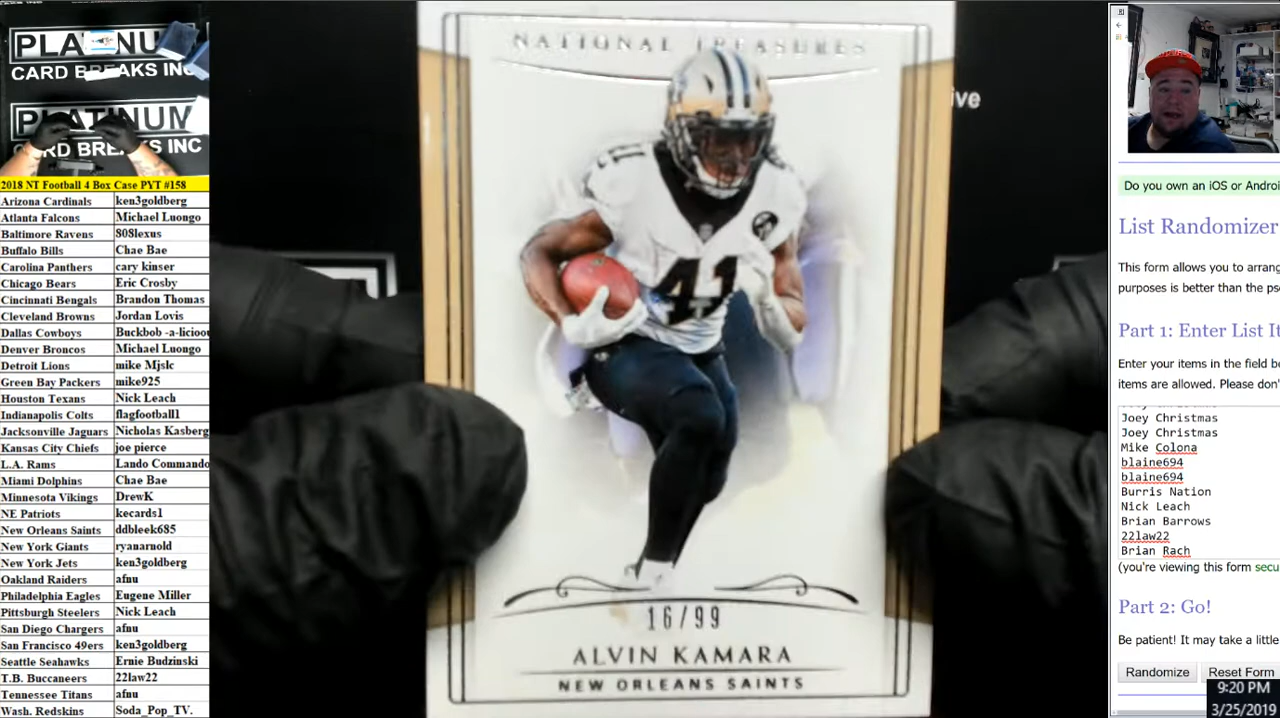 PLATINUM
CARD BREAKS INC
PLATINUM
CARD BREAKS INC
2018 NT Football 4 Box Case PYT #158
Arizona Cardinals ken3goldberg
Atlanta Falcons Michael Luongo
Baltimore Ravens 808lexus
Buffalo Bills Chae Bae
Carolina Panthers cary kinser
Chicago Bears Eric Crosby
Cincinnati Bengals Brandon Thomas
Cleveland Browns Jordan Lovis
Dallas Cowboys Buckbob -a-liciou
Denver Broncos Michael Luongo
Detroit Lions mike Mjslc
Green Bay Packers mike925
Houston Texans Nick Leach
Indianapolis Colts flagfootball1
Jacksonville Jaguars Nicholas Kasberg
Kansas City Chiefs joe pierce
L.A. Rams Lando Commando
Miami Dolphins Chae Bae
Minnesota Vikings DrewK
NE Patriots kecards1
New Orleans Saints ddbleek685
New York Giants ryanarnold
New York Jets ken3goldberg
Oakland Raiders afnu
Philadelphia Eagles Eugene Miller
Pittsburgh Steelers Nick Leach
San Diego Chargers afnu
San Francisco 49ers ken3goldberg
Seattle Seahawks Ernie Budzinski
T.B. Buccaneers 22law22
Tennessee Titans afnu
Wash. Redskins Soda_Pop_TV.
NATIONAL TREASURES
ive
41
41
16/99
ALVIN KAMARA
NEW ORLEANS SAINTS
Do you own an iOS or Androi
List Randomizer
This form allows you to arrang
purposes is better than the pse
Part 1: Enter List It
Enter your items in the field be
items are allowed. Please don'
Joey Christmas
Joey Christmas
Mike Colona
blaine694
blaine694
Burris Nation
Nick Leach
Brian Barrows
22law22
Brian Rach
(you're viewing this form secu
Part 2: Go!
Be patient! It may take a little
Randomize Reset Form
9:20 PM
3/25/2019